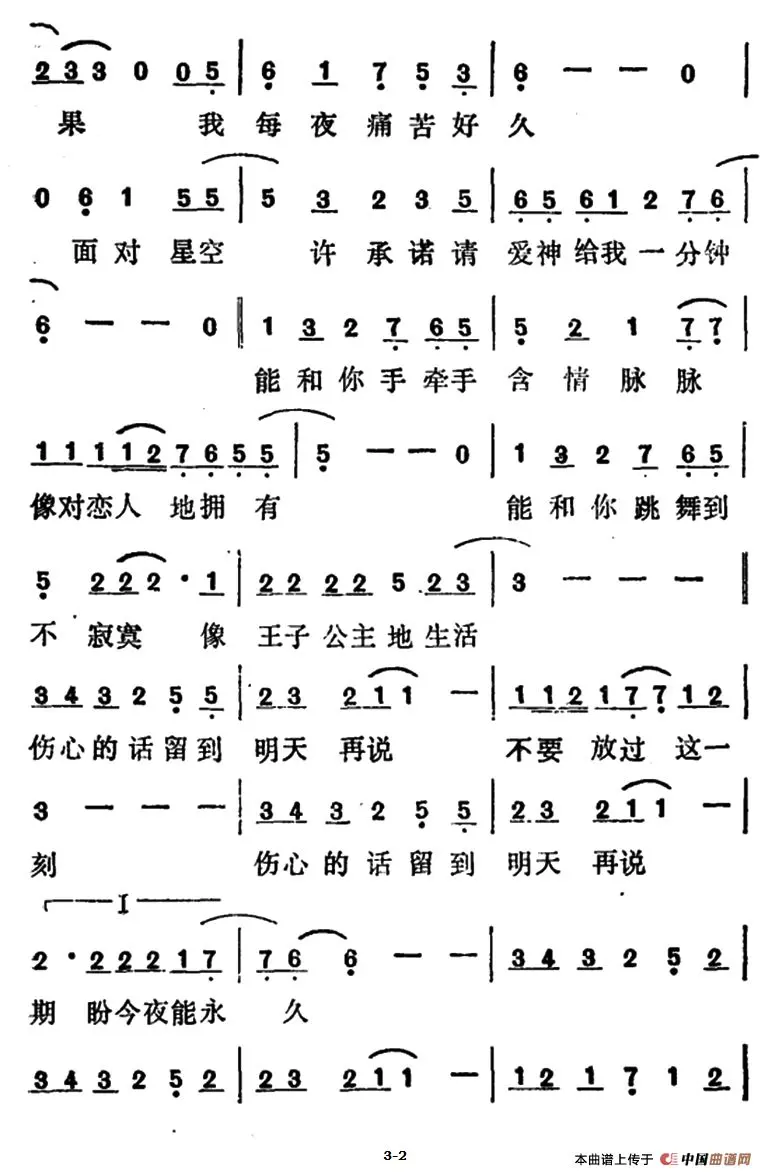 2 3 3 0 0 5 | 6 1 7 5 3 | 6 — — 0 |
果 我 每 夜 痛 苦 好 久
0 6 1 5 5 | 5 3 2 3 5 | 6 5 6 1 2 7 6 |
面 对 星 空 许 承 诺 请 爱 神 给 我 一 分 钟
6 — — 0 ‖ 1 3 2 7 6 5 | 5 2 1 7 7 |
能 和 你 手 牵 手 含 情 脉 脉
1 1 1 1 2 7 6 5 5 | 5 — — 0 | 1 3 2 7 6 5 |
像 对 恋 人 地 拥 有 能 和 你 跳 舞 到
5 2 2 2 · 1 | 2 2 2 2 5 2 3 | 3 — — — ‖
不 寂 寞 像 王 子 公 主 地 生 活
3 4 3 2 5 5 | 2 3 2 1 1 — | 1 1 2 1 7 7 1 2 |
伤 心 的 话 留 到 明 天 再 说 不 要 放 过 这 一
3 — — — | 3 4 3 2 5 5 | 2 3 2 1 1 — |
刻 伤 心 的 话 留 到 明 天 再 说
I
2 · 2 2 2 1 7 | 7 6 6 — — | 3 4 3 2 5 2 |
期 盼 今 夜 能 永 久
3 4 3 2 5 2 | 2 3 2 1 1 — | 1 2 1 7 1 2 |
3-2
本曲谱上传于 中国曲谱网